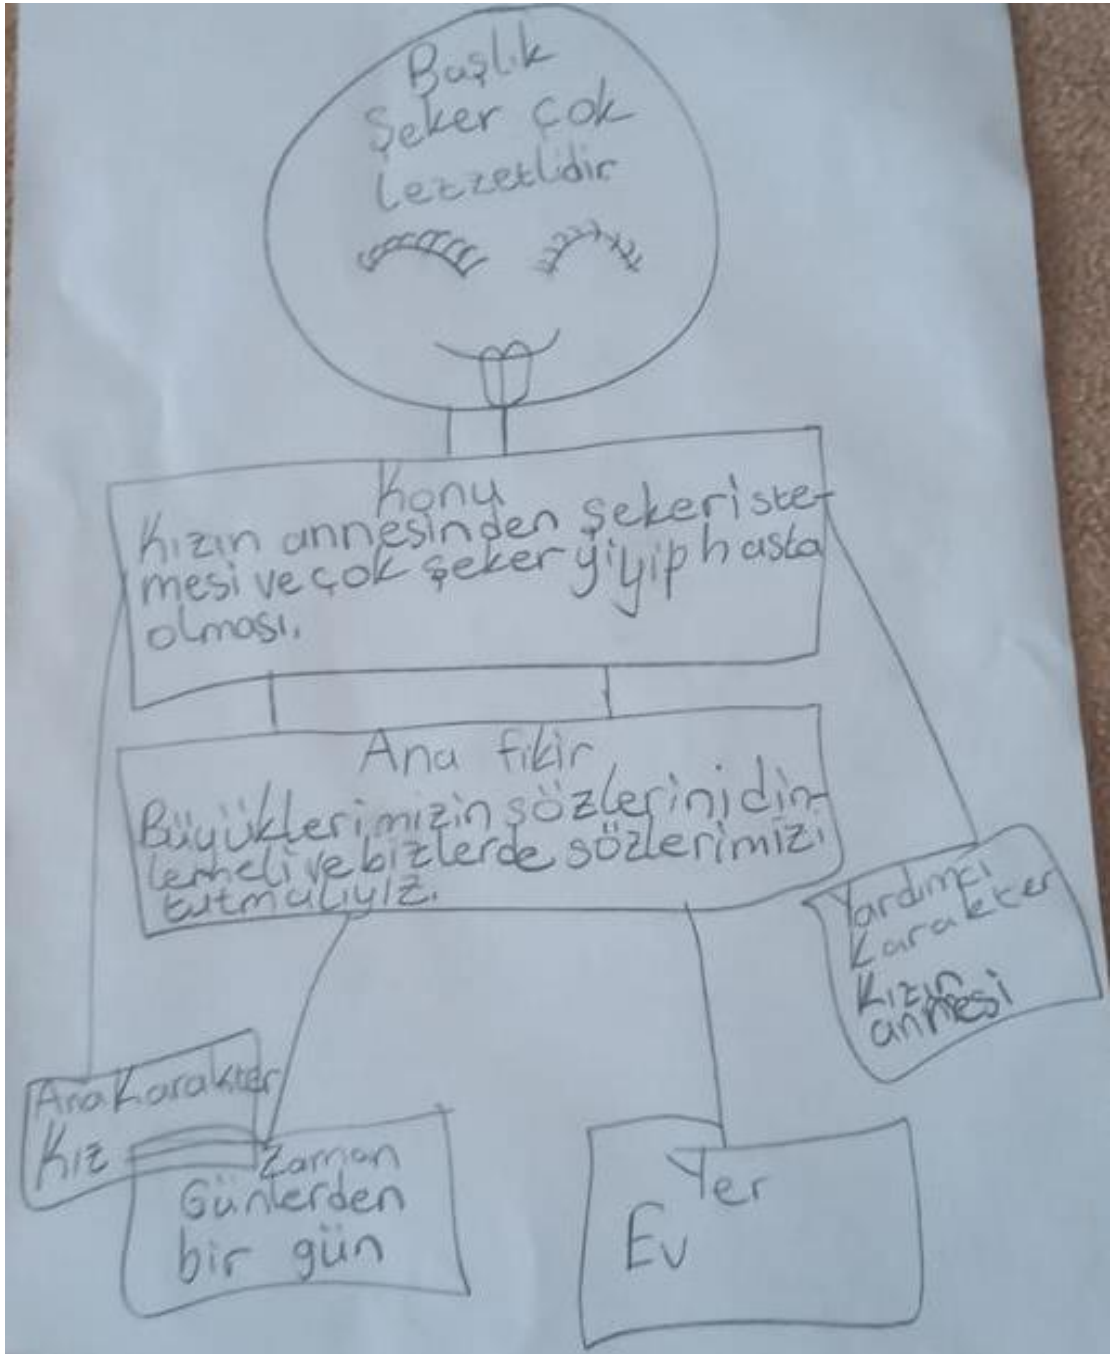 Başlık
Şeker çok
lezzetlidir
Konu
Kızın annesinden şekeri iste-
mesi ve çok şeker yiyip hasta
olması.
Ana fikir
Büyüklerimizin sözlerini din-
lemeli ve bizlerde sözlerimizi
tutmalıyız.
Yardımcı
karakter
Kızın
annesi
Ana Karakter
Kız
Zaman
Günlerden
bir gün
Yer
Ev